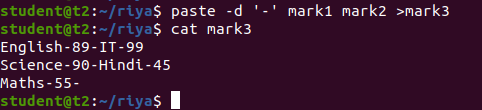 student@t2:~/riya$ paste -d '-' mark1 mark2 >mark3
student@t2:~/riya$ cat mark3
English-89-IT-99
Science-90-Hindi-45
Maths-55-
student@t2:~/riya$